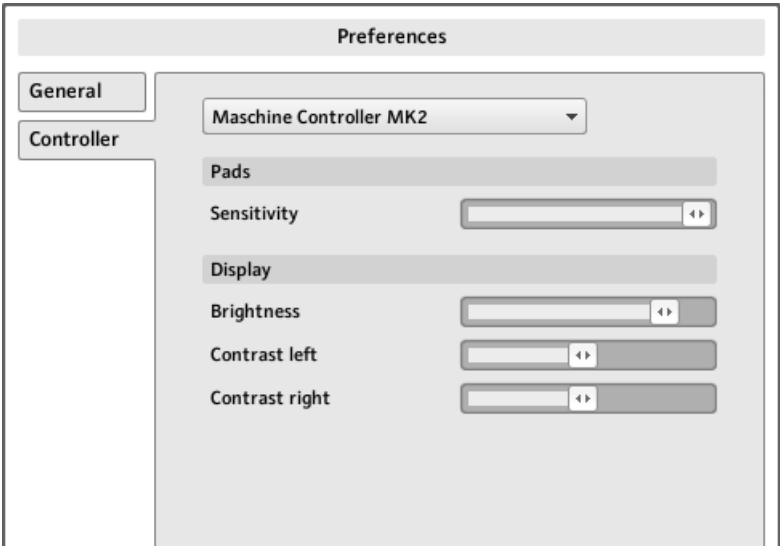 Preferences
General
Controller
Maschine Controller MK2
Pads
Sensitivity
Display
Brightness
Contrast left
Contrast right